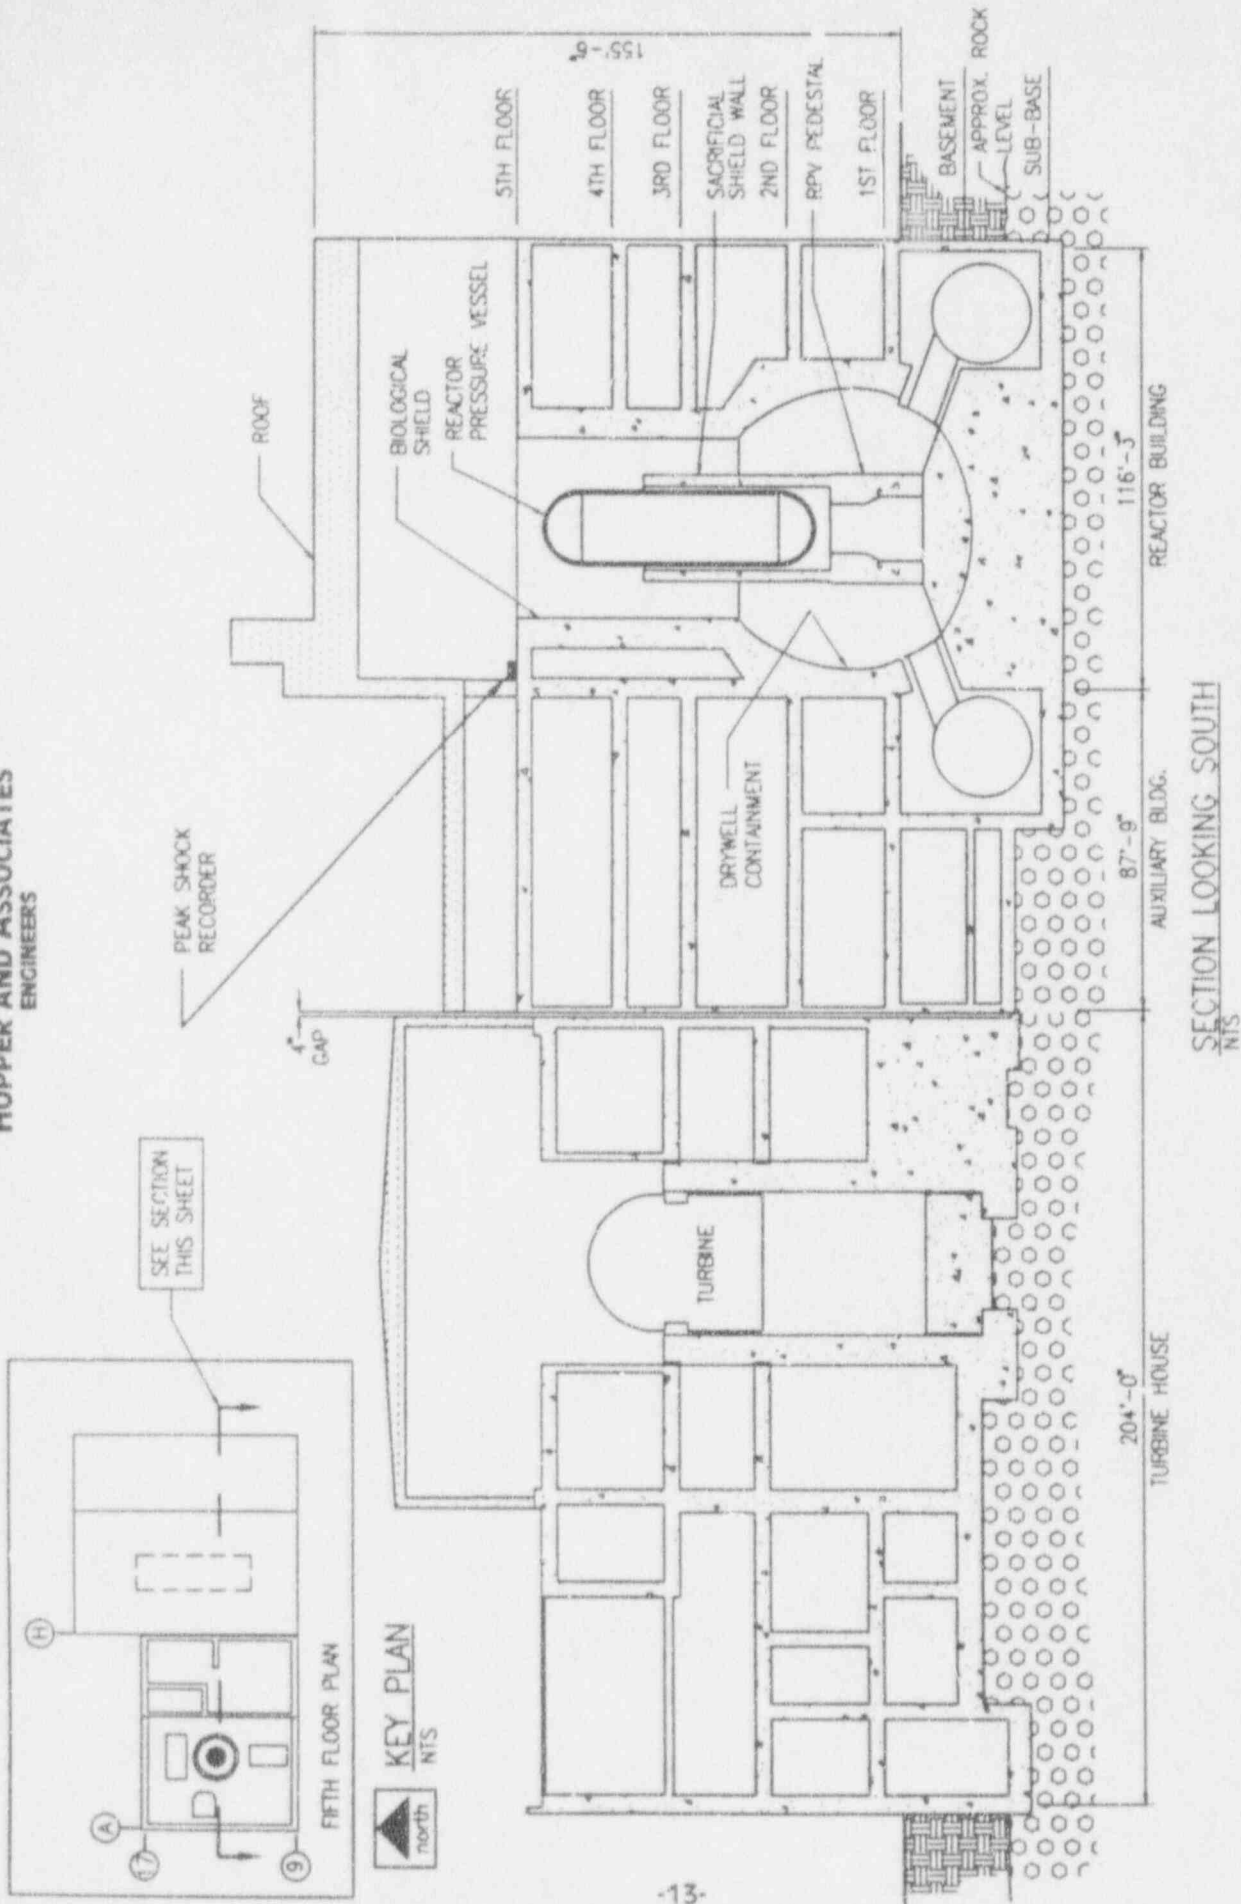 HOPPER AND ASSOCIATES
ENGINEERS
SEE SECTION
THIS SHEET
H
A
17
9
FIFTH FLOOR PLAN
north
KEY PLAN
NTS
PEAK SHOCK
RECORDER
4"
GAP
ROOF
BIOLOGICAL
SHIELD
REACTOR
PRESSURE VESSEL
155'-6"
5TH FLOOR
4TH FLOOR
3RD FLOOR
SACRIFICIAL
SHIELD WALL
2ND FLOOR
RPV PEDESTAL
1ST FLOOR
BASEMENT
APPROX. ROCK
LEVEL
SUB-BASE
TURBINE
DRYWELL
CONTAINMENT
204'-0"
TURBINE HOUSE
87'-9"
AUXILIARY BLDG.
116'-3"
REACTOR BUILDING
SECTION LOOKING SOUTH
NTS
-13-